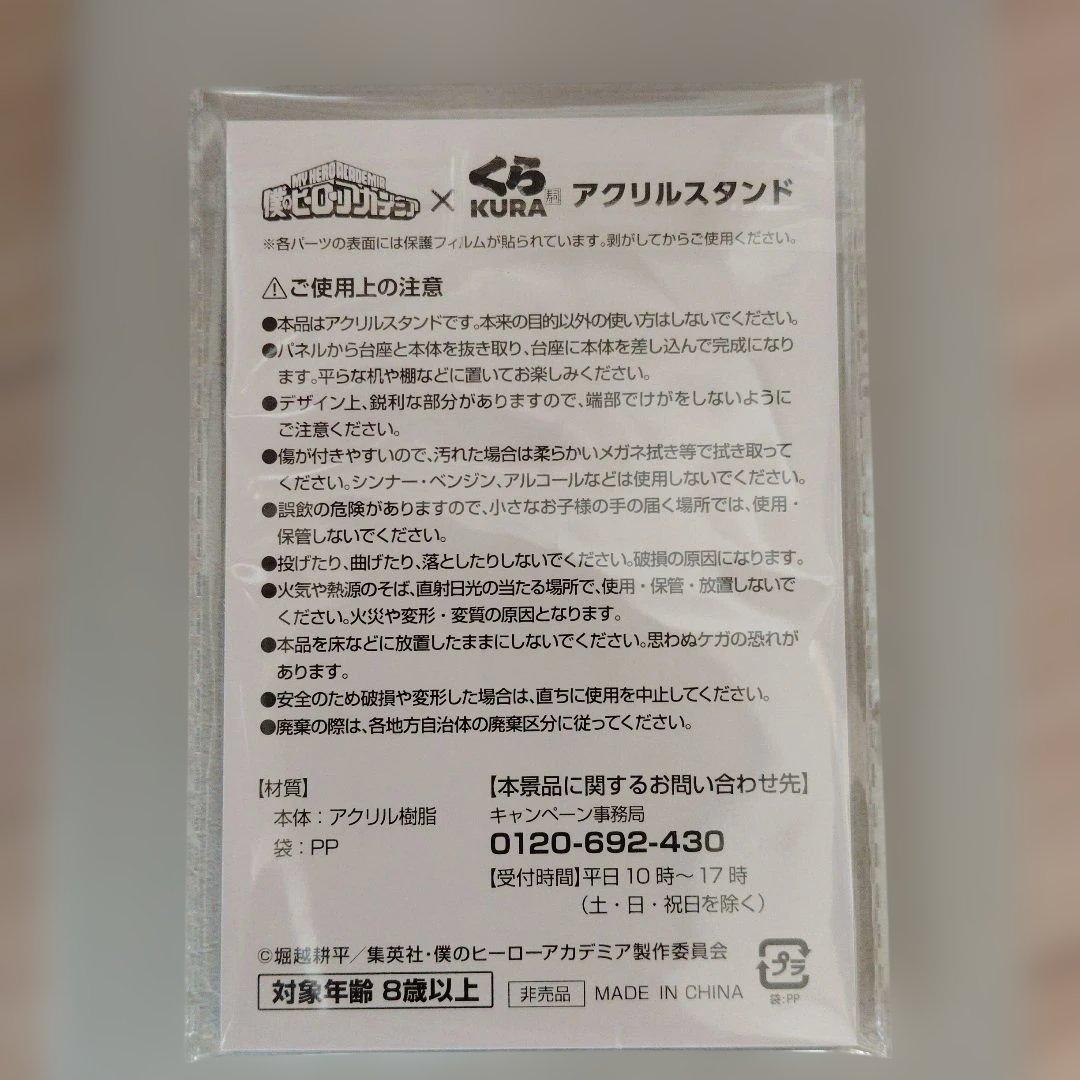 MY HERO ACADEMIA
僕のヒーローアカデミア × くら寿司 KURA アクリルスタンド
※各パーツの表面には保護フィルムが貼られています。剥がしてからご使用ください。
⚠ご使用上の注意
●本品はアクリルスタンドです。本来の目的以外の使い方はしないでください。
●パネルから台座と本体を抜き取り、台座に本体を差し込んで完成になり
ます。平らな机や棚などに置いてお楽しみください。
●デザイン上、鋭利な部分がありますので、端部でけがをしないように
ご注意ください。
●傷が付きやすいので、汚れた場合は柔らかいメガネ拭き等で拭き取って
ください。シンナー・ベンジン、アルコールなどは使用しないでください。
●誤飲の危険がありますので、小さなお子様の手の届く場所では、使用・
保管しないでください。
●投げたり、曲げたり、落としたりしないでください。破損の原因になります。
●火気や熱源のそば、直射日光の当たる場所で、使用・保管・放置しないで
ください。火災や変形・変質の原因となります。
●本品を床などに放置したままにしないでください。思わぬケガの恐れが
あります。
●安全のため破損や変形した場合は、直ちに使用を中止してください。
●廃棄の際は、各地方自治体の廃棄区分に従ってください。
【材質】
本体：アクリル樹脂
袋：PP
【本景品に関するお問い合わせ先】
キャンペーン事務局
0120-692-430
【受付時間】平日10時～17時
（土・日・祝日を除く）
©堀越耕平／集英社・僕のヒーローアカデミア製作委員会
対象年齢 8歳以上 非売品 MADE IN CHINA
プラ
袋:PP